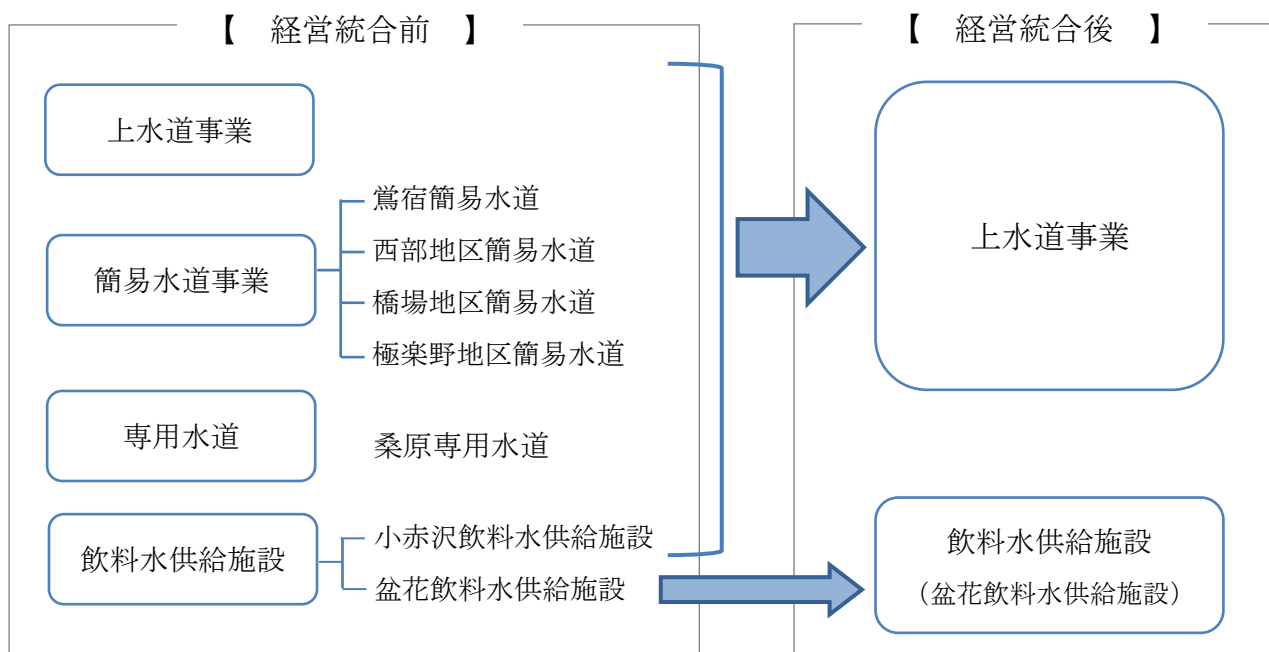 【　経営統合前　】
上水道事業
簡易水道事業
鶯宿簡易水道
西部地区簡易水道
橋場地区簡易水道
極楽野地区簡易水道
専用水道
桑原専用水道
飲料水供給施設
小赤沢飲料水供給施設
盆花飲料水供給施設
【　経営統合後　】
上水道事業
飲料水供給施設
（盆花飲料水供給施設）